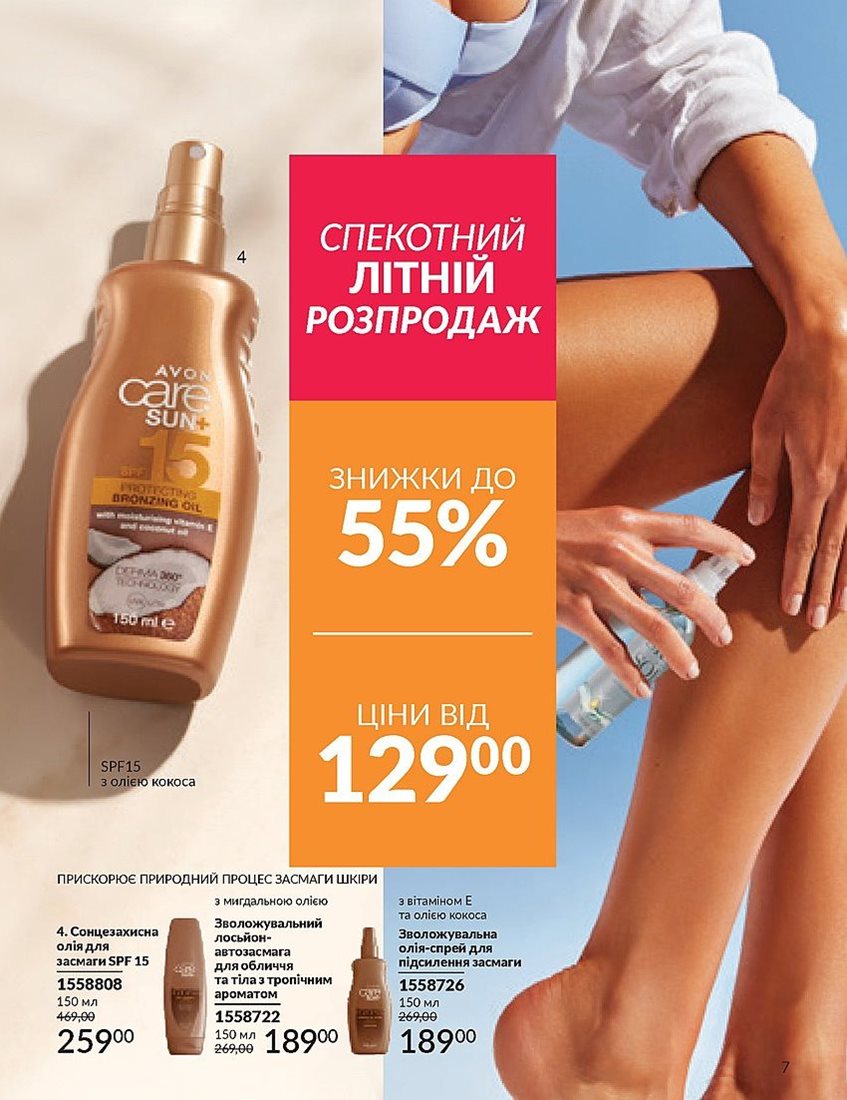 4
AVON
care
SUN+
SPF 15
PROTECTING
BRONZING OIL
with moisturising vitamin E
and coconut oil
DERMA 360°
TECHNOLOGY
150 ml e
СПЕКОТНИЙ
ЛІТНІЙ
РОЗПРОДАЖ
ЗНИЖКИ ДО
55%
ЦІНИ ВІД
129⁰⁰
SPF15
з олією кокоса
ПРИСКОРЮЄ ПРИРОДНИЙ ПРОЦЕС ЗАСМАГИ ШКІРИ
4. Сонцезахисна
олія для
засмаги SPF 15
1558808
150 мл
469,00
259⁰⁰
з мигдальною олією
Зволожувальний
лосьйон-
автозасмага
для обличчя
та тіла з тропічним
ароматом
1558722
150 мл
269,00
189⁰⁰
з вітаміном Е
та олією кокоса
Зволожувальна
олія-спрей для
підсилення засмаги
1558726
150 мл
269,00
189⁰⁰
7